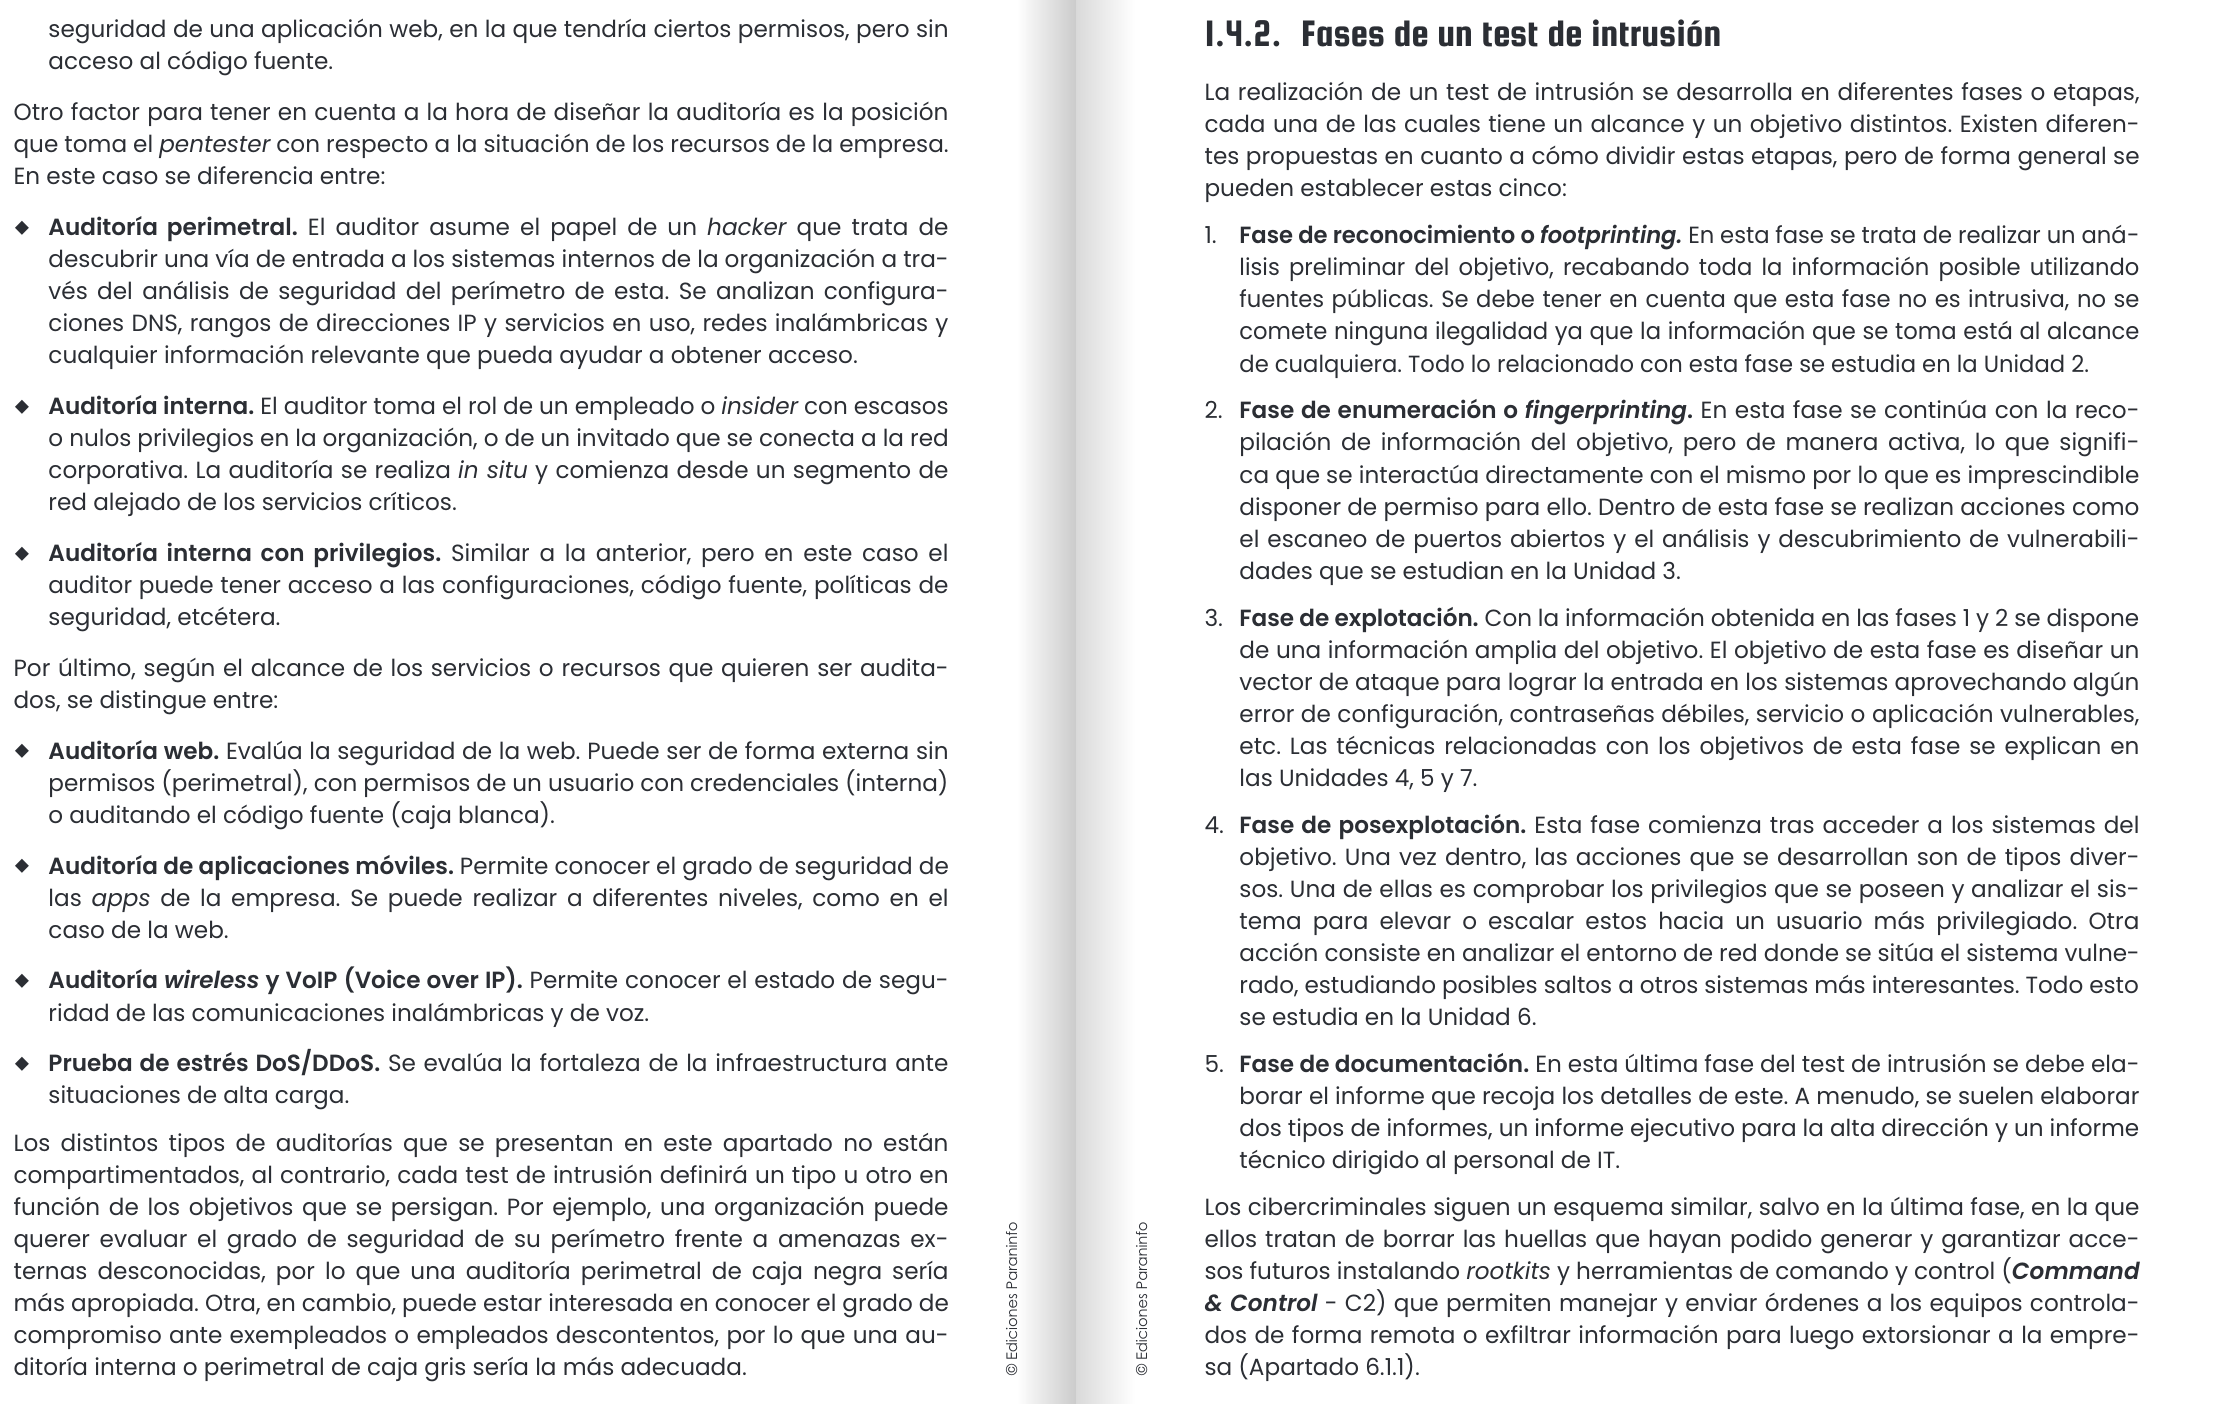 seguridad de una aplicación web, en la que tendría ciertos permisos, pero sin
acceso al código fuente.
Otro factor para tener en cuenta a la hora de diseñar la auditoría es la posición
que toma el pentester con respecto a la situación de los recursos de la empresa.
En este caso se diferencia entre:
◆ Auditoría perimetral. El auditor asume el papel de un hacker que trata de
descubrir una vía de entrada a los sistemas internos de la organización a tra-
vés del análisis de seguridad del perímetro de esta. Se analizan configura-
ciones DNS, rangos de direcciones IP y servicios en uso, redes inalámbricas y
cualquier información relevante que pueda ayudar a obtener acceso.
◆ Auditoría interna. El auditor toma el rol de un empleado o insider con escasos
o nulos privilegios en la organización, o de un invitado que se conecta a la red
corporativa. La auditoría se realiza in situ y comienza desde un segmento de
red alejado de los servicios críticos.
◆ Auditoría interna con privilegios. Similar a la anterior, pero en este caso el
auditor puede tener acceso a las configuraciones, código fuente, políticas de
seguridad, etcétera.
Por último, según el alcance de los servicios o recursos que quieren ser audita-
dos, se distingue entre:
◆ Auditoría web. Evalúa la seguridad de la web. Puede ser de forma externa sin
permisos (perimetral), con permisos de un usuario con credenciales (interna)
o auditando el código fuente (caja blanca).
◆ Auditoría de aplicaciones móviles. Permite conocer el grado de seguridad de
las apps de la empresa. Se puede realizar a diferentes niveles, como en el
caso de la web.
◆ Auditoría wireless y VoIP (Voice over IP). Permite conocer el estado de segu-
ridad de las comunicaciones inalámbricas y de voz.
◆ Prueba de estrés DoS/DDoS. Se evalúa la fortaleza de la infraestructura ante
situaciones de alta carga.
Los distintos tipos de auditorías que se presentan en este apartado no están
compartimentados, al contrario, cada test de intrusión definirá un tipo u otro en
función de los objetivos que se persigan. Por ejemplo, una organización puede
querer evaluar el grado de seguridad de su perímetro frente a amenazas ex-
ternas desconocidas, por lo que una auditoría perimetral de caja negra sería
más apropiada. Otra, en cambio, puede estar interesada en conocer el grado de
compromiso ante exempleados o empleados descontentos, por lo que una au-
ditoría interna o perimetral de caja gris sería la más adecuada.
© Ediciones Paraninfo
1.4.2. Fases de un test de intrusión
La realización de un test de intrusión se desarrolla en diferentes fases o etapas,
cada una de las cuales tiene un alcance y un objetivo distintos. Existen diferen-
tes propuestas en cuanto a cómo dividir estas etapas, pero de forma general se
pueden establecer estas cinco:
1. Fase de reconocimiento o footprinting. En esta fase se trata de realizar un aná-
lisis preliminar del objetivo, recabando toda la información posible utilizando
fuentes públicas. Se debe tener en cuenta que esta fase no es intrusiva, no se
comete ninguna ilegalidad ya que la información que se toma está al alcance
de cualquiera. Todo lo relacionado con esta fase se estudia en la Unidad 2.
2. Fase de enumeración o fingerprinting. En esta fase se continúa con la reco-
pilación de información del objetivo, pero de manera activa, lo que signifi-
ca que se interactúa directamente con el mismo por lo que es imprescindible
disponer de permiso para ello. Dentro de esta fase se realizan acciones como
el escaneo de puertos abiertos y el análisis y descubrimiento de vulnerabili-
dades que se estudian en la Unidad 3.
3. Fase de explotación. Con la información obtenida en las fases 1 y 2 se dispone
de una información amplia del objetivo. El objetivo de esta fase es diseñar un
vector de ataque para lograr la entrada en los sistemas aprovechando algún
error de configuración, contraseñas débiles, servicio o aplicación vulnerables,
etc. Las técnicas relacionadas con los objetivos de esta fase se explican en
las Unidades 4, 5 y 7.
4. Fase de posexplotación. Esta fase comienza tras acceder a los sistemas del
objetivo. Una vez dentro, las acciones que se desarrollan son de tipos diver-
sos. Una de ellas es comprobar los privilegios que se poseen y analizar el sis-
tema para elevar o escalar estos hacia un usuario más privilegiado. Otra
acción consiste en analizar el entorno de red donde se sitúa el sistema vulne-
rado, estudiando posibles saltos a otros sistemas más interesantes. Todo esto
se estudia en la Unidad 6.
5. Fase de documentación. En esta última fase del test de intrusión se debe ela-
borar el informe que recoja los detalles de este. A menudo, se suelen elaborar
dos tipos de informes, un informe ejecutivo para la alta dirección y un informe
técnico dirigido al personal de IT.
Los cibercriminales siguen un esquema similar, salvo en la última fase, en la que
ellos tratan de borrar las huellas que hayan podido generar y garantizar acce-
sos futuros instalando rootkits y herramientas de comando y control (Command
& Control - C2) que permiten manejar y enviar órdenes a los equipos controla-
dos de forma remota o exfiltrar información para luego extorsionar a la empre-
sa (Apartado 6.1.1).
© Ediciones Paraninfo